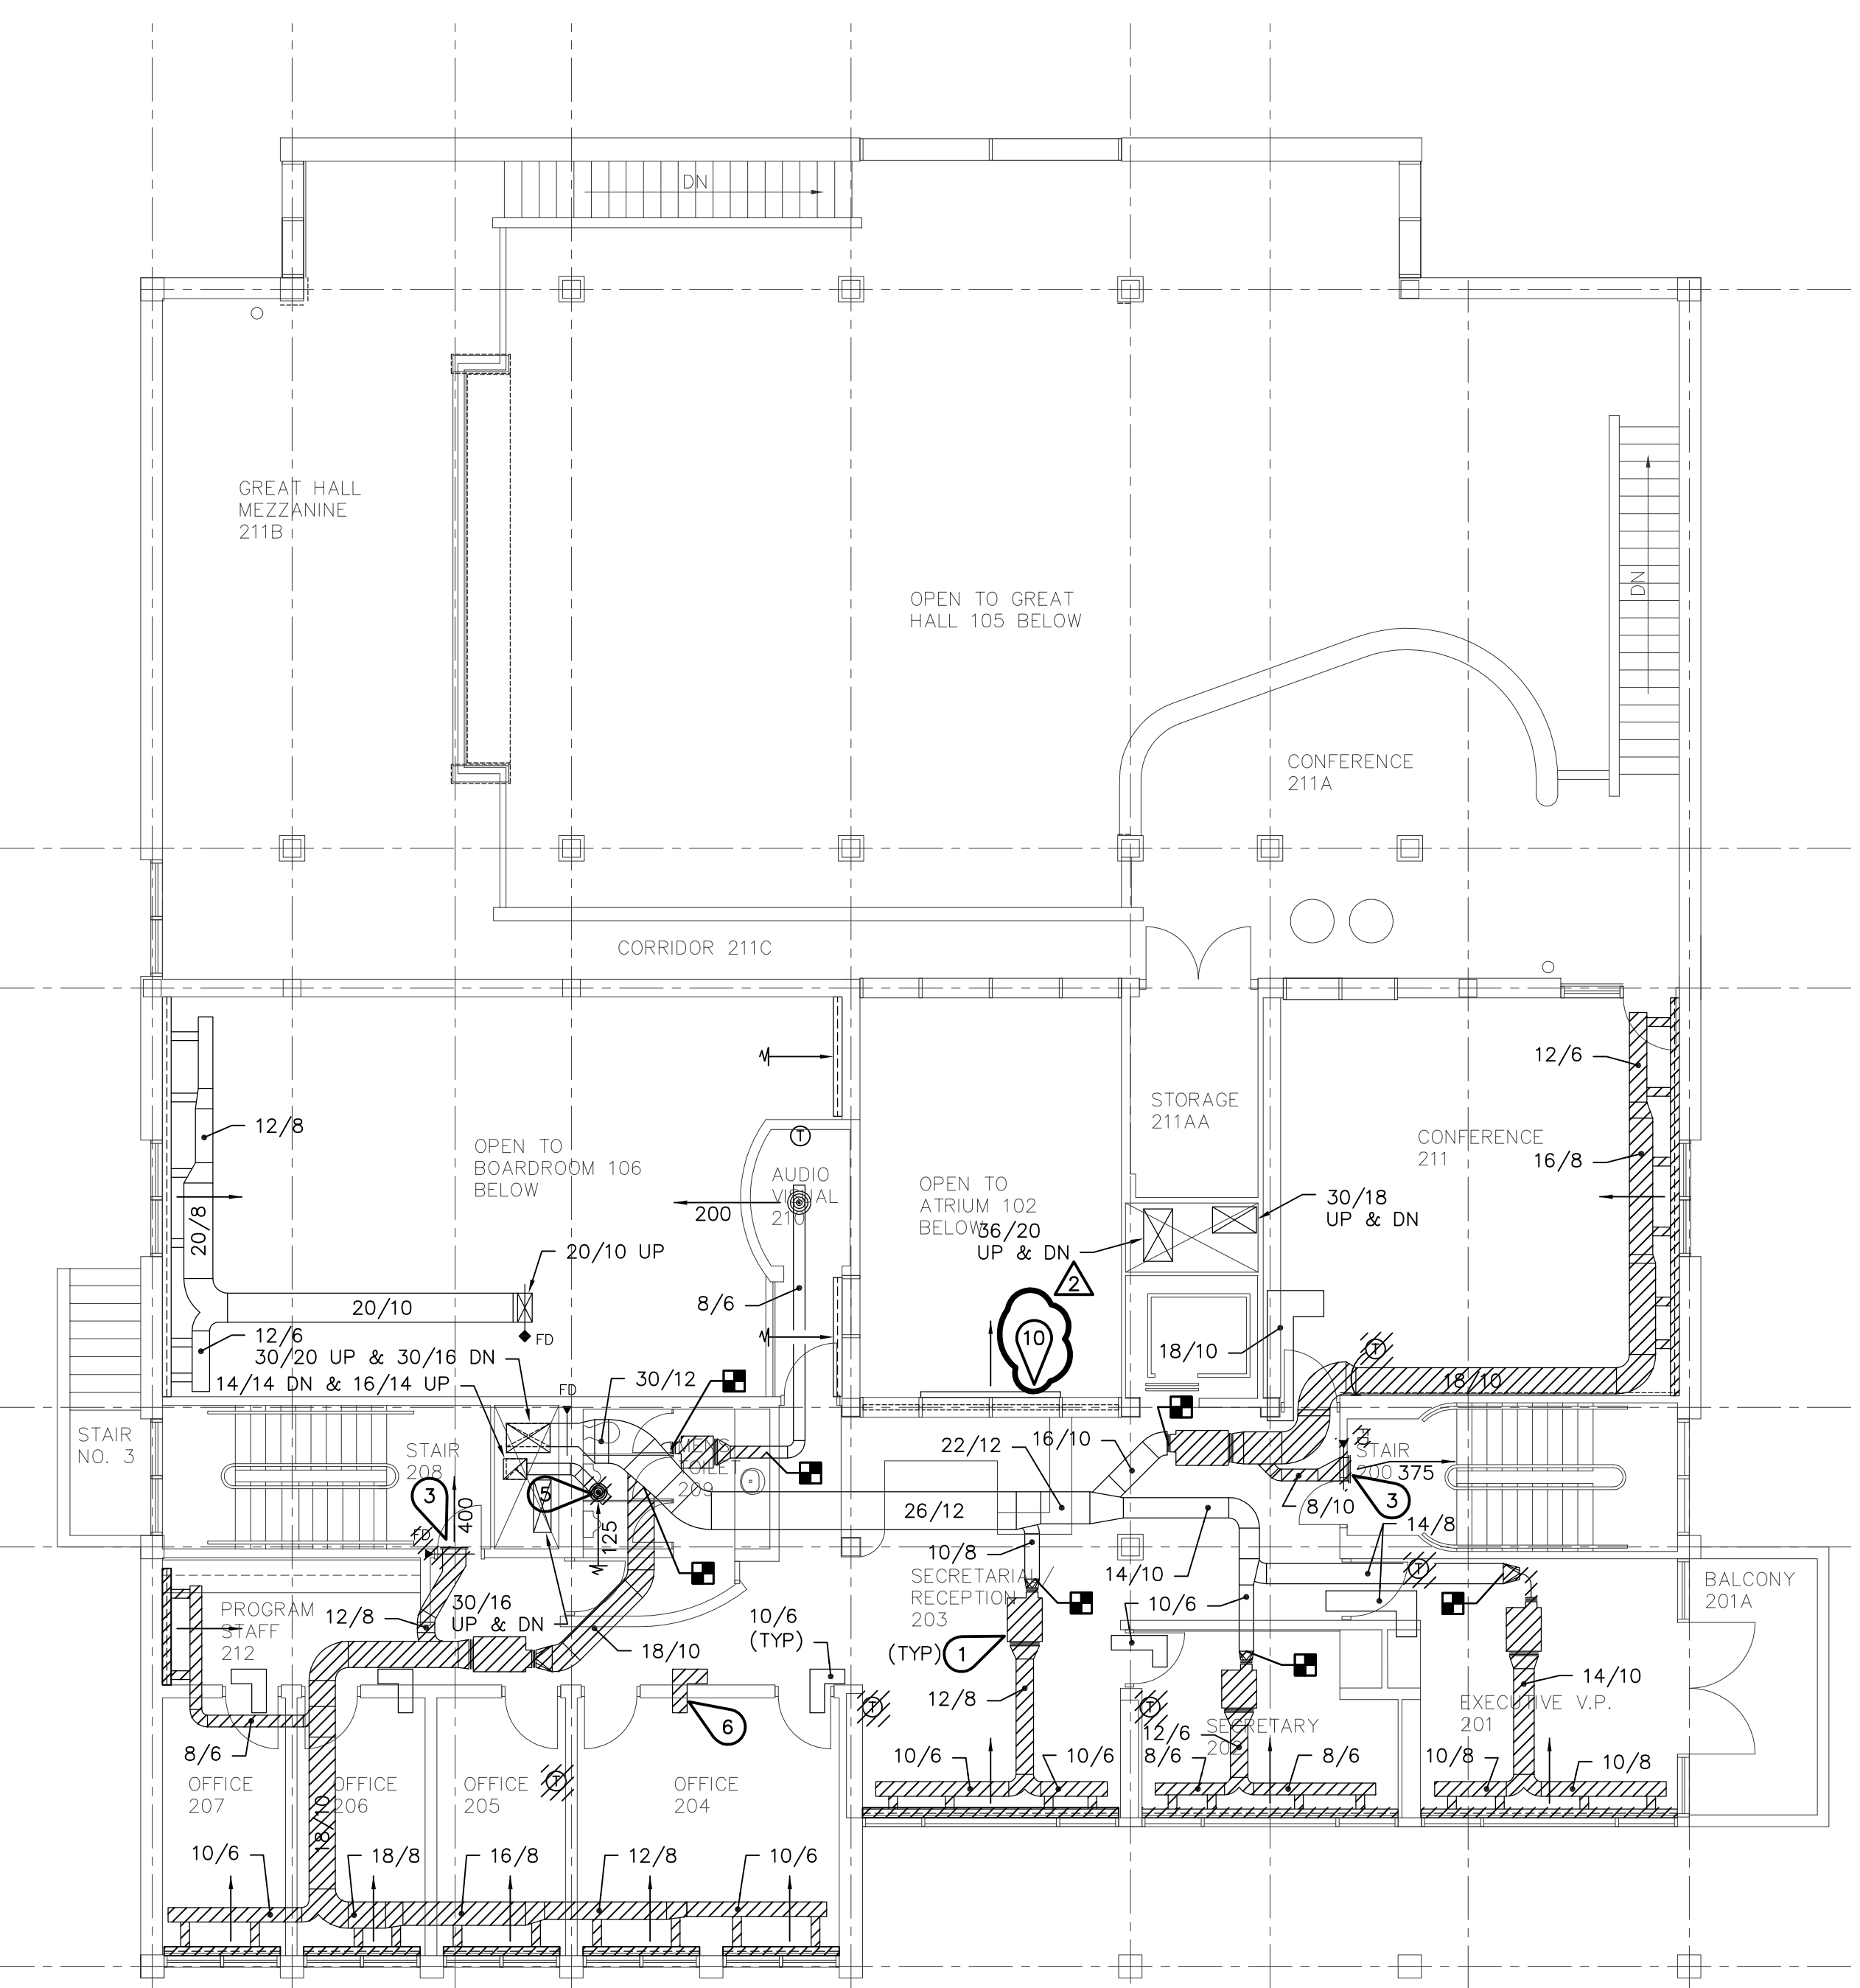 DN
GREAT HALL
MEZZANINE
211B
DN
OPEN TO GREAT
HALL 105 BELOW
CONFERENCE
211A
CORRIDOR 211C
12/6
12/8
STORAGE
211AA
CONFERENCE
211
16/8
OPEN TO
BOARDROOM 106
BELOW
T
AUDIO
VISUAL
210
200
OPEN TO
ATRIUM 102
BELOW
36/20
UP & DN
30/18
UP & DN
20/8
20/10 UP
2
20/10
8/6
FD
12/6
10
18/10
T
30/20 UP & 30/16 DN
14/14 DN & 16/14 UP
FD
30/12
18/10
STAIR
NO. 3
STAIR
208
MEN'S
TOILET
209
22/12
16/10
FD
STAIR
200
375
3
400
5
125
26/12
8/10
3
14/8
FD
10/8
14/10
T
SECRETARIAL/
RECEPTION
203
BALCONY
201A
PROGRAM
STAFF
212
12/8
30/16
UP & DN
10/6
(TYP)
10/6
18/10
(TYP)
1
12/8
14/10
6
T
T
EXECUTIVE V.P.
201
SECRETARY
202
12/6
8/6
10/6
10/6
8/6
8/6
10/8
10/8
OFFICE
207
OFFICE
206
OFFICE
205
T
OFFICE
204
18/10
10/6
18/8
16/8
12/8
10/6